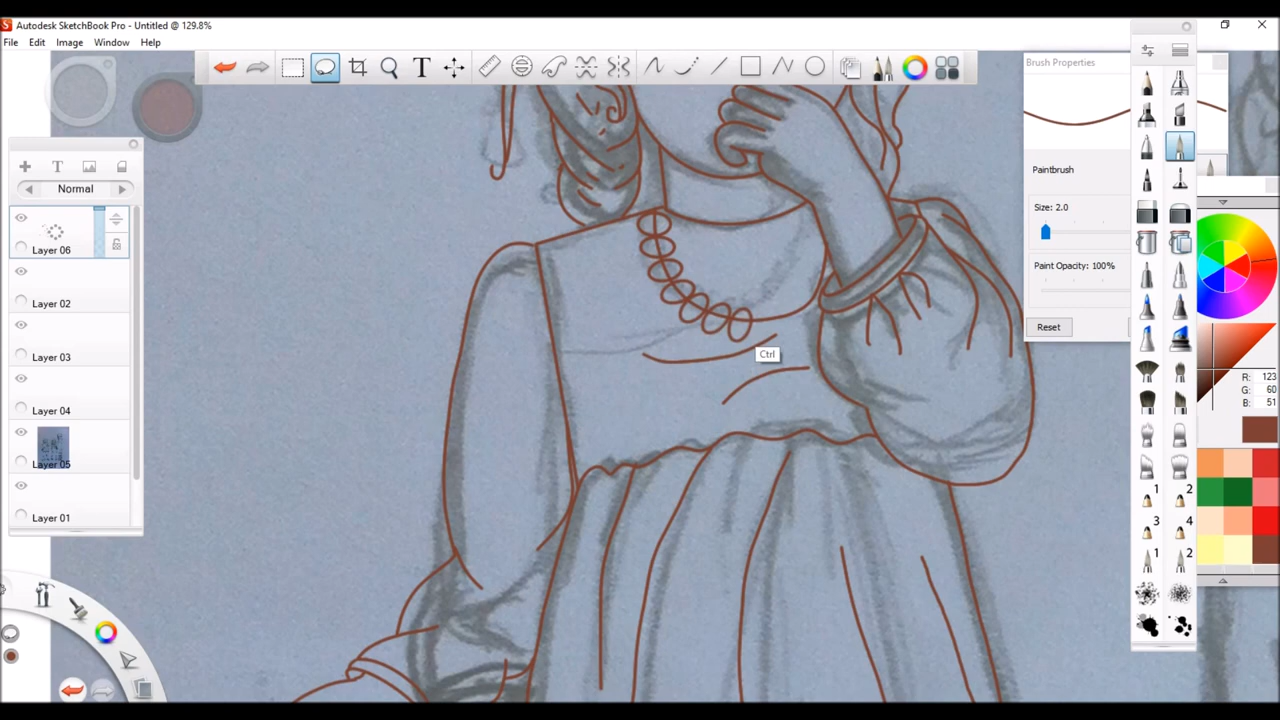 Autodesk SketchBook Pro - Untitled @ 129.8%
File Edit Image Window Help
T
Brush Properties
T
Normal
Paintbrush
Size: 2.0
Layer 06
Paint Opacity: 100%
Layer 02
Reset
Ctrl
Layer 03
R: 123
G: 60
B: 51
Layer 04
Layer 05
1 2
Layer 01
3 4
1 2